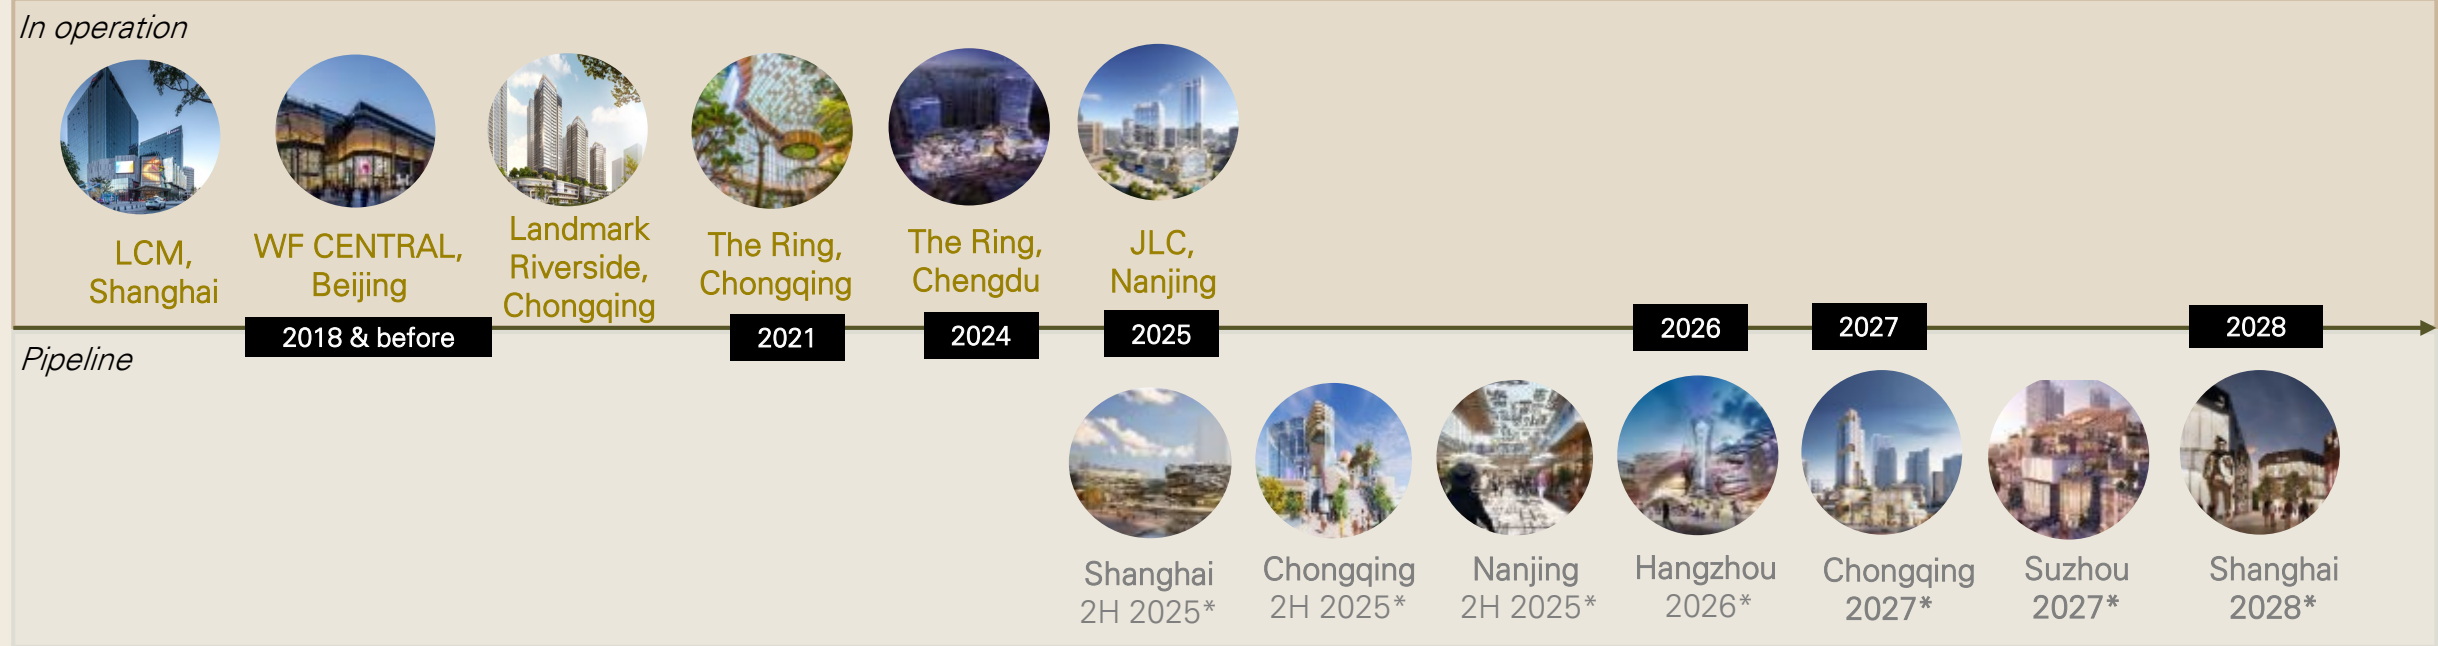 In operation
LCM,
Shanghai
WF CENTRAL,
Beijing
Landmark
Riverside,
Chongqing
The Ring,
Chongqing
The Ring,
Chengdu
JLC,
Nanjing
2018 & before
2021
2024
2025
2026
2027
2028
Pipeline
Shanghai
2H 2025*
Chongqing
2H 2025*
Nanjing
2H 2025*
Hangzhou
2026*
Chongqing
2027*
Suzhou
2027*
Shanghai
2028*